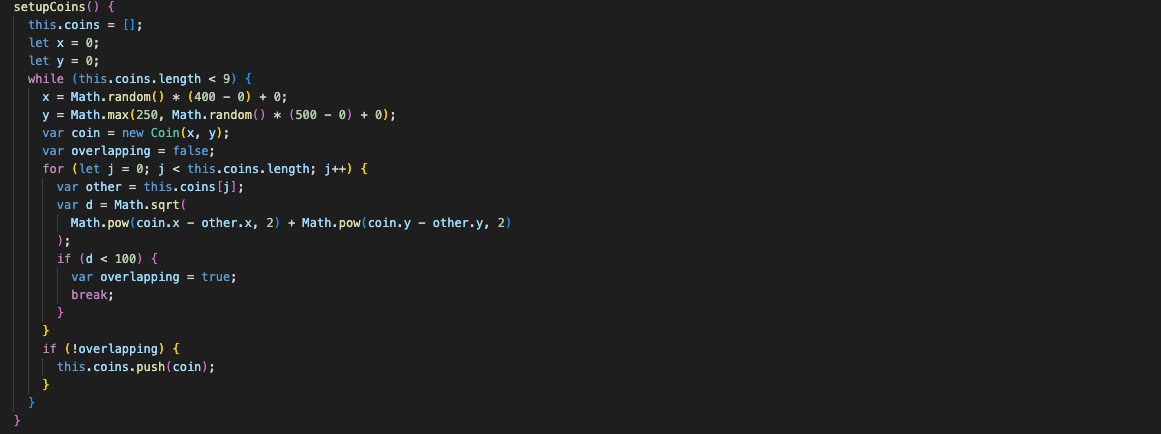 setupCoins() {
this.coins = [];
let x = 0;
let y = 0;
while (this.coins.length < 9) {
x = Math.random() * (400 - 0) + 0;
y = Math.max(250, Math.random() * (500 - 0) + 0);
var coin = new Coin(x, y);
var overlapping = false;
for (let j = 0; j < this.coins.length; j++) {
var other = this.coins[j];
var d = Math.sqrt(
Math.pow(coin.x - other.x, 2) + Math.pow(coin.y - other.y, 2)
);
if (d < 100) {
var overlapping = true;
break;
}
}
if (!overlapping) {
this.coins.push(coin);
}
}
}